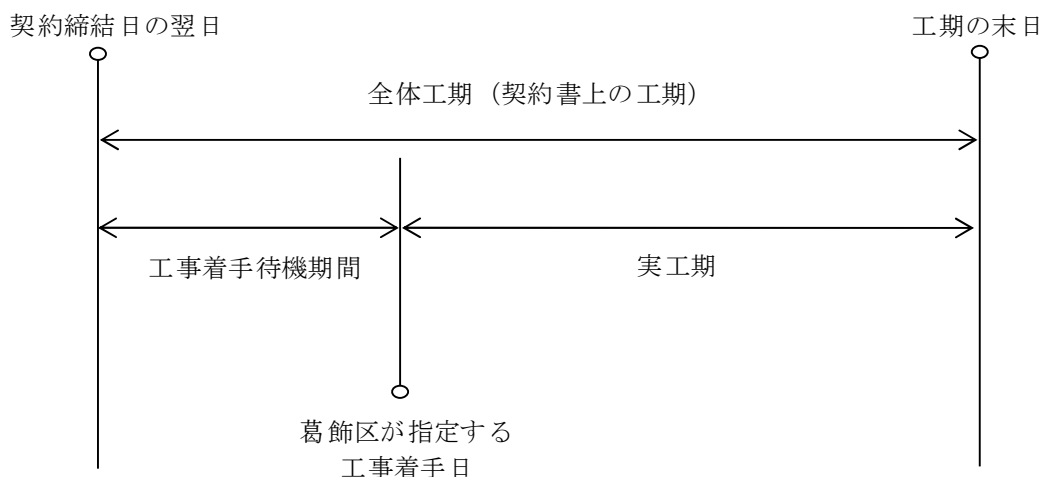 契約締結日の翌日
工期の末日
全体工期（契約書上の工期）
工事着手待機期間
実工期
葛飾区が指定する
工事着手日